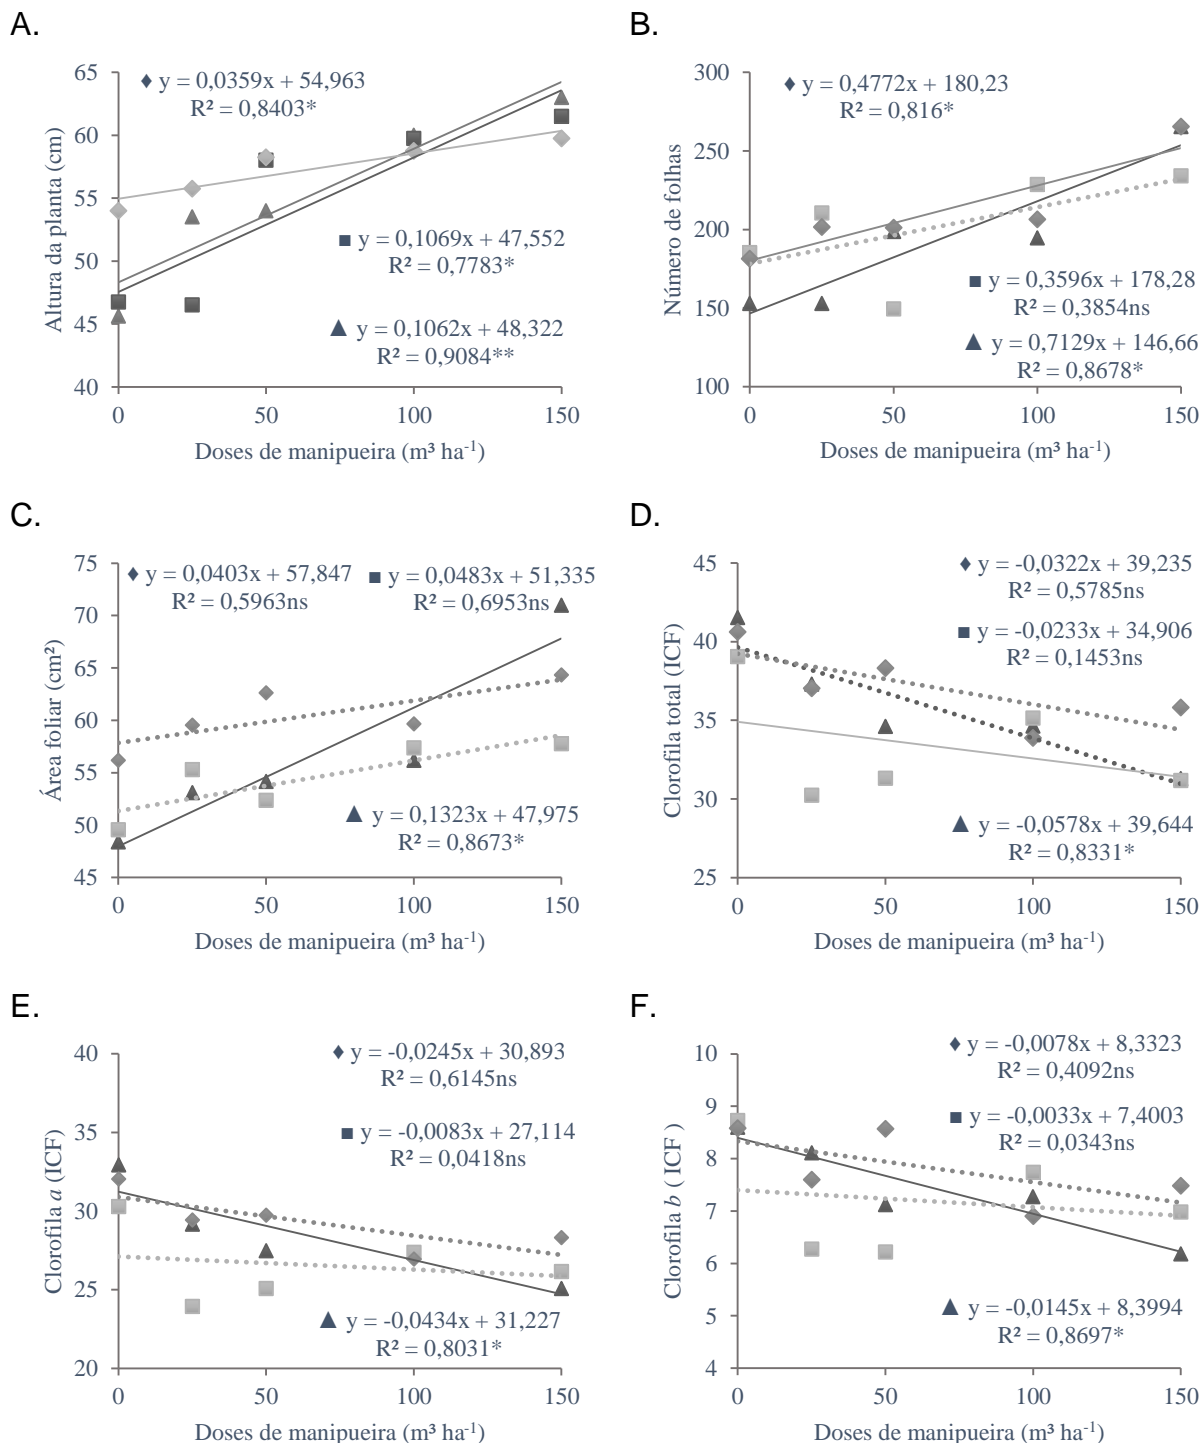 A.
♦ y = 0,0359x + 54,963
R² = 0,8403*
■ y = 0,1069x + 47,552
R² = 0,7783*
▲ y = 0,1062x + 48,322
R² = 0,9084**
65
60
55
50
45
40
0 50 100 150
Altura da planta (cm)
Doses de manipueira (m³ ha⁻¹)
B.
♦ y = 0,4772x + 180,23
R² = 0,816*
■ y = 0,3596x + 178,28
R² = 0,3854ns
▲ y = 0,7129x + 146,66
R² = 0,8678*
300
250
200
150
100
0 50 100 150
Número de folhas
Doses de manipueira (m³ ha⁻¹)
C.
♦ y = 0,0403x + 57,847
R² = 0,5963ns
■ y = 0,0483x + 51,335
R² = 0,6953ns
▲ y = 0,1323x + 47,975
R² = 0,8673*
75
70
65
60
55
50
45
0 50 100 150
Área foliar (cm²)
Doses de manipueira (m³ ha⁻¹)
D.
♦ y = -0,0322x + 39,235
R² = 0,5785ns
■ y = -0,0233x + 34,906
R² = 0,1453ns
▲ y = -0,0578x + 39,644
R² = 0,8331*
45
40
35
30
25
0 50 100 150
Clorofila total (ICF)
Doses de manipueira (m³ ha⁻¹)
E.
♦ y = -0,0245x + 30,893
R² = 0,6145ns
■ y = -0,0083x + 27,114
R² = 0,0418ns
▲ y = -0,0434x + 31,227
R² = 0,8031*
40
35
30
25
20
0 50 100 150
Clorofila a (ICF)
Doses de manipueira (m³ ha⁻¹)
F.
♦ y = -0,0078x + 8,3323
R² = 0,4092ns
■ y = -0,0033x + 7,4003
R² = 0,0343ns
▲ y = -0,0145x + 8,3994
R² = 0,8697*
10
9
8
7
6
5
4
0 50 100 150
Clorofila b ( ICF )
Doses de manipueira (m³ ha⁻¹)